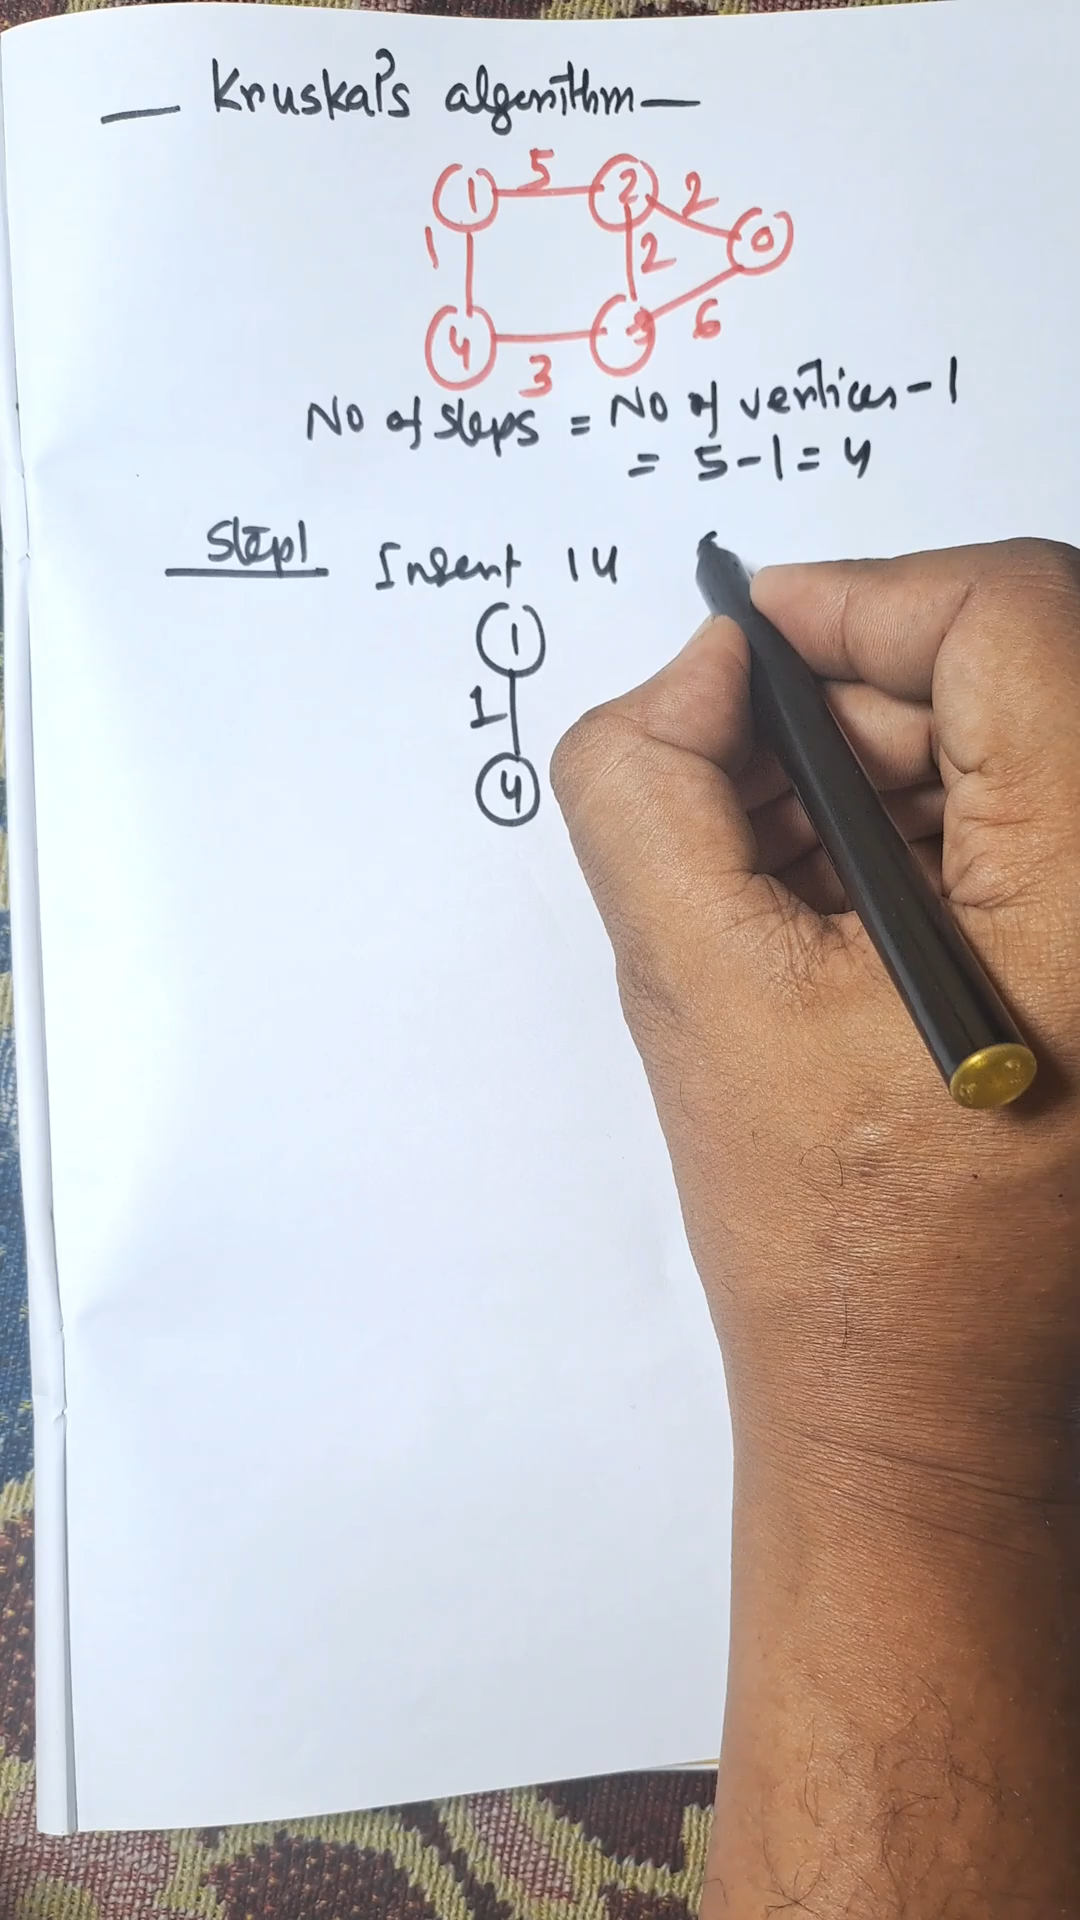 Kruskal's algorithm
1 5 2 2 0
1 2
4 3 3 6
No of steps = No of vertices - 1
= 5 - 1 = 4
Step1 Insert 14
1
1
4